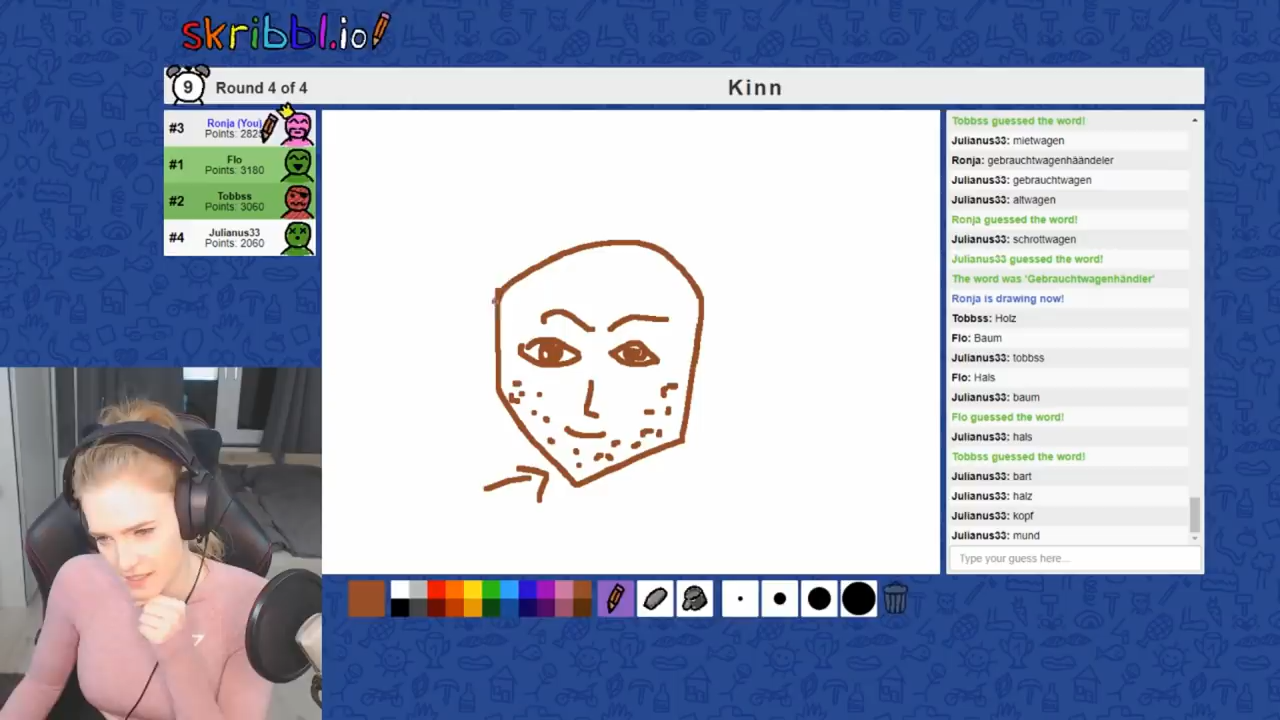 skribbl.io
9
Round 4 of 4
Kinn
#3
Ronja (You)
Points: 2825
#1
Flo
Points: 3180
#2
Tobbss
Points: 3060
#4
Julianus33
Points: 2060
Tobbss guessed the word!
Julianus33: mietwagen
Ronja: gebrauchtwagenhäändeler
Julianus33: gebrauchtwagen
Julianus33: altwagen
Ronja guessed the word!
Julianus33: schrottwagen
Julianus33 guessed the word!
The word was 'Gebrauchtwagenhändler'
Ronja is drawing now!
Tobbss: Holz
Flo: Baum
Julianus33: tobbss
Flo: Hals
Julianus33: baum
Flo guessed the word!
Julianus33: hals
Tobbss guessed the word!
Julianus33: bart
Julianus33: halz
Julianus33: kopf
Julianus33: mund
Type your guess here...